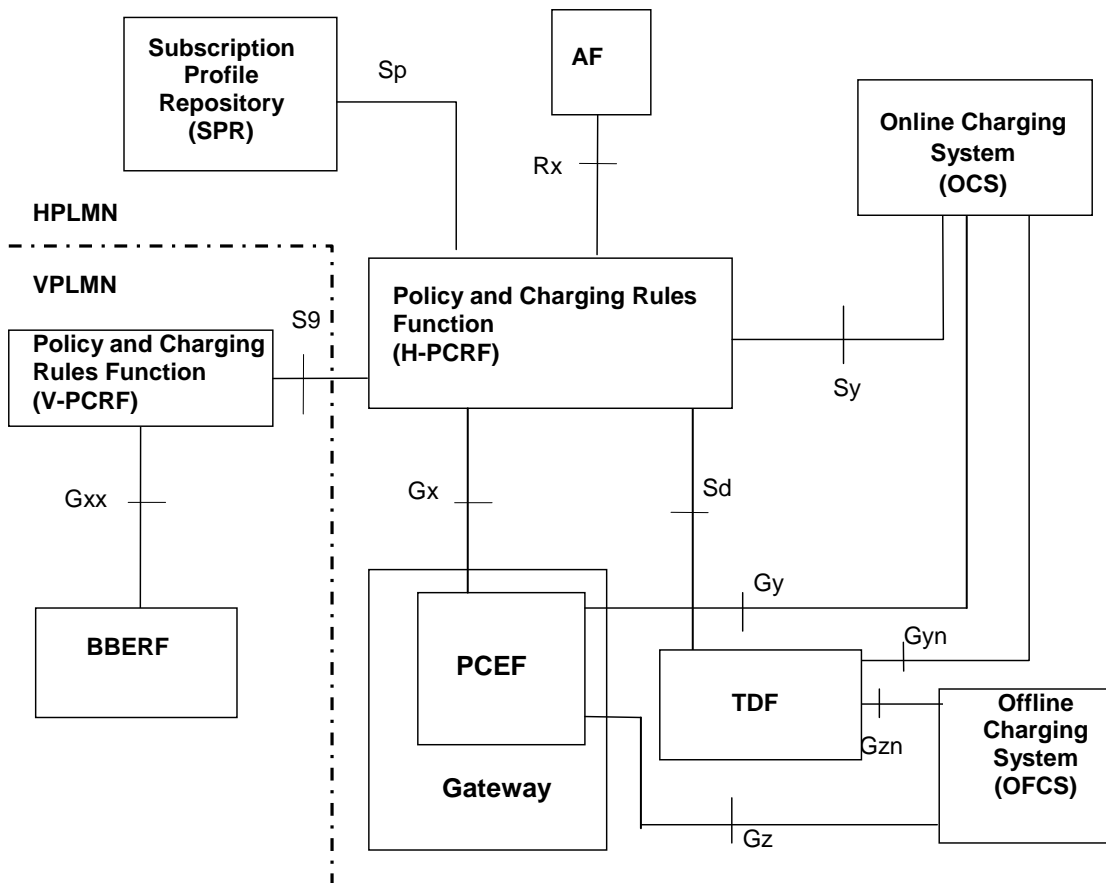 Subscription
Profile
Repository
(SPR)
Sp
AF
Rx
Online Charging
System
(OCS)
HPLMN
VPLMN
S9
Policy and Charging Rules
Function
(H-PCRF)
Policy and Charging
Rules Function
(V-PCRF)
Sy
Gxx
Gx
Sd
Gy
BBERF
PCEF
Gyn
TDF
Gzn
Offline
Charging
System
(OFCS)
Gateway
Gz